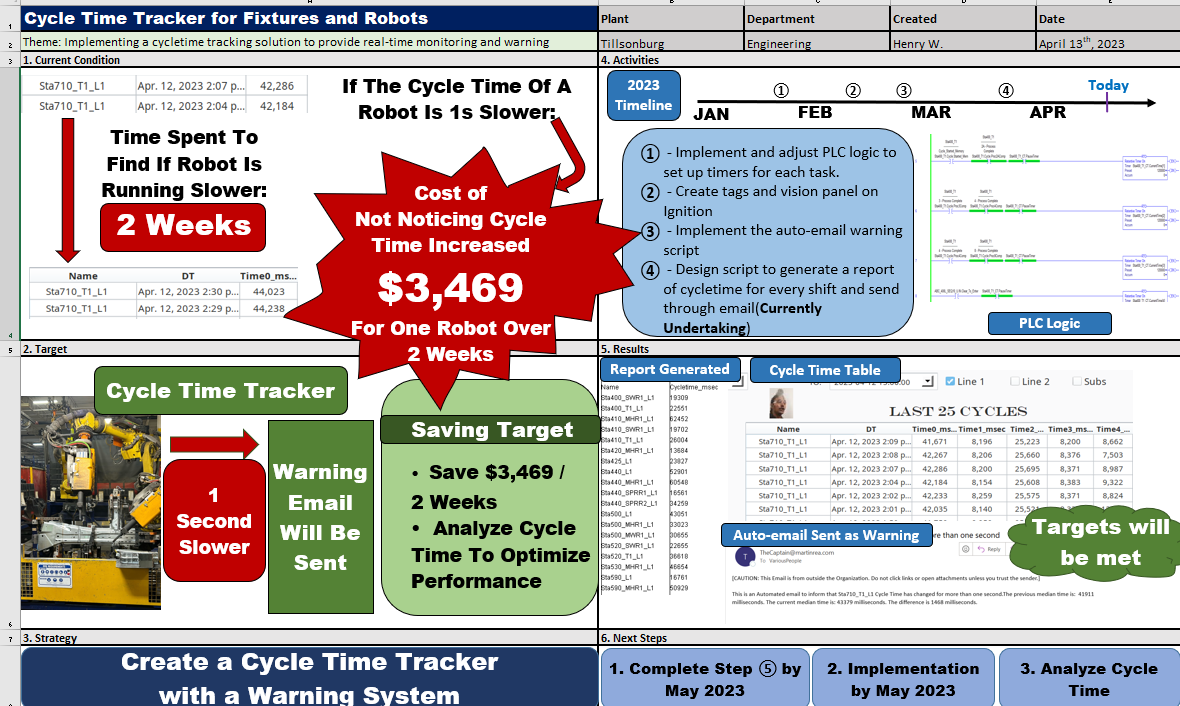 Cycle Time Tracker for Fixtures and Robots
Plant
Department
Created
Date
Theme: Implementing a cycletime tracking solution to provide real-time monitoring and warning
Tillsonburg
Engineering
Henry W.
April 13th, 2023
1. Current Condition
Sta710_T1_L1 Apr. 12, 2023 2:07 p... 42,286
Sta710_T1_L1 Apr. 12, 2023 2:04 p... 42,184
If The Cycle Time Of A
Robot Is 1s Slower:
Time Spent To
Find If Robot Is
Running Slower:
2 Weeks
Name DT Time0_ms...
Sta710_T1_L1 Apr. 12, 2023 2:30 p... 44,023
Sta710_T1_L1 Apr. 12, 2023 2:29 p... 44,238
Cost of
Not Noticing Cycle
Time Increased
$3,469
For One Robot Over
2 Weeks
4. Activities
2023
Timeline
① ② ③ ④
Today
JAN FEB MAR APR
① - Implement and adjust PLC logic to
set up timers for each task.
② - Create tags and vision panel on
Ignition
③ - Implement the auto-email warning
script
④ - Design script to generate a report
of cycletime for every shift and send
through email(Currently
Undertaking)
PLC Logic
2. Target
Cycle Time Tracker
1
Second
Slower
Warning
Email
Will Be
Sent
Saving Target
• Save $3,469 /
2 Weeks
• Analyze Cycle
Time To Optimize
Performance
5. Results
Report Generated
Name Cycletime_msec
Sta400_SWR1_L1 19309
Sta400_T1_L1 22551
Sta410_MHR1_L1 62452
Sta410_SWR1_L1 19702
Sta410_T1_L1 26004
Sta420_MHR1_L1 13684
Sta425_L1 23827
Sta440_L1 52901
Sta440_MHR1_L1 60548
Sta440_SPRR1_L1 16561
Sta440_SPRR2_L1 34259
Sta500_L1 43051
Sta500_MHR1_L1 33023
Sta500_MWR1_L1 30655
Sta520_SWR1_L1 22655
Sta520_T1_L1 36618
Sta530_MHR1_L1 46654
Sta590_L1 16761
Sta590_MHR1_L1 50929
Cycle Time Table
Line 1 Line 2 Subs
LAST 25 CYCLES
Name DT Time0_ms... Time1_msec Time2_... Time3_ms... Time4_...
Sta710_T1_L1 Apr. 12, 2023 2:09 p... 41,671 8,196 25,223 8,200 8,662
Sta710_T1_L1 Apr. 12, 2023 2:08 p... 42,267 8,206 25,660 8,376 7,503
Sta710_T1_L1 Apr. 12, 2023 2:07 p... 42,286 8,200 25,695 8,371 8,987
Sta710_T1_L1 Apr. 12, 2023 2:04 p... 42,184 8,154 25,608 8,383 9,322
Sta710_T1_L1 Apr. 12, 2023 2:02 p... 42,233 8,259 25,575 8,371 8,824
Sta710_T1_L1 Apr. 12, 2023 2:01 p... 42,035 8,140
Auto-email Sent as Warning
than one second
TheCaptain@martinrea.com
To VariousPeople
Reply
[CAUTION: This Email is from outside the Organization. Do not click links or open attachments unless you trust the sender.]
This is an Automated email to inform that Sta710_T1_L1 Cycle Time has changed for more than one second.The previous median time is: 41911
milliseconds. The current median time is: 43379 milliseconds. The difference is 1468 milliseconds.
Targets will
be met
3. Strategy
Create a Cycle Time Tracker
with a Warning System
6. Next Steps
1. Complete Step ⑤ by
May 2023
2. Implementation
by May 2023
3. Analyze Cycle
Time